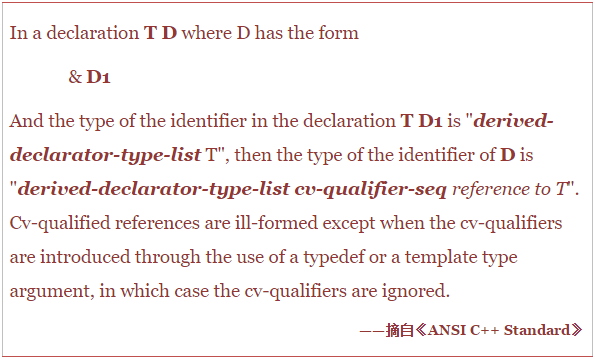 In a declaration T D where D has the form
& D1
And the type of the identifier in the declaration T D1 is "derived-
declarator-type-list T", then the type of the identifier of D is
"derived-declarator-type-list cv-qualifier-seq reference to T".
Cv-qualified references are ill-formed except when the cv-qualifiers
are introduced through the use of a typedef or a template type
argument, in which case the cv-qualifiers are ignored.
——摘自《ANSI C++ Standard》